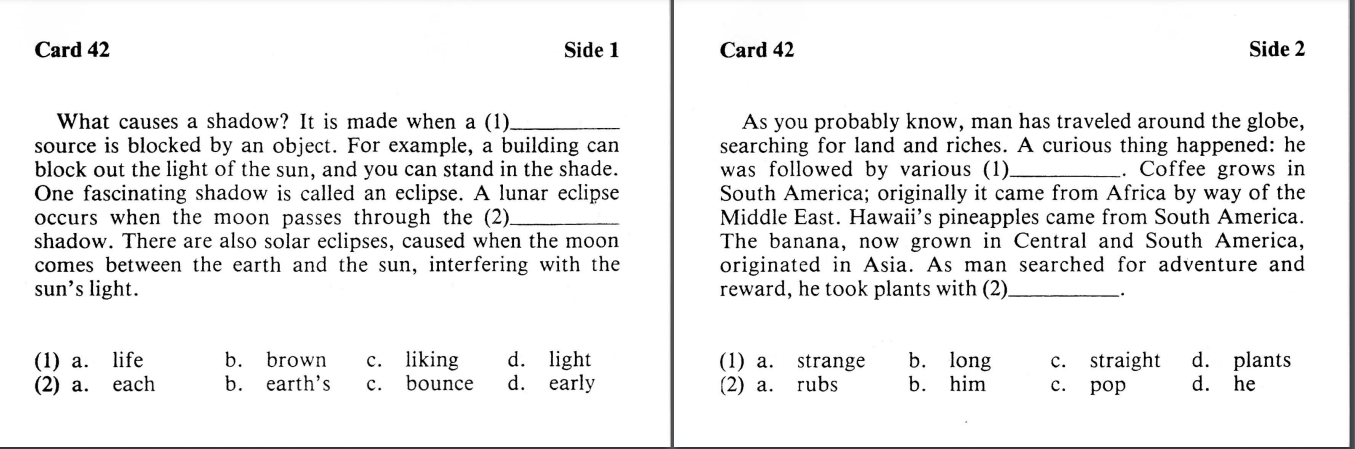 Card 42 Side 1
What causes a shadow? It is made when a (1)__________
source is blocked by an object. For example, a building can
block out the light of the sun, and you can stand in the shade.
One fascinating shadow is called an eclipse. A lunar eclipse
occurs when the moon passes through the (2)__________
shadow. There are also solar eclipses, caused when the moon
comes between the earth and the sun, interfering with the
sun's light.
(1) a. life b. brown c. liking d. light
(2) a. each b. earth's c. bounce d. early
Card 42 Side 2
As you probably know, man has traveled around the globe,
searching for land and riches. A curious thing happened: he
was followed by various (1)__________. Coffee grows in
South America; originally it came from Africa by way of the
Middle East. Hawaii's pineapples came from South America.
The banana, now grown in Central and South America,
originated in Asia. As man searched for adventure and
reward, he took plants with (2)__________.
(1) a. strange b. long c. straight d. plants
(2) a. rubs b. him c. pop d. he